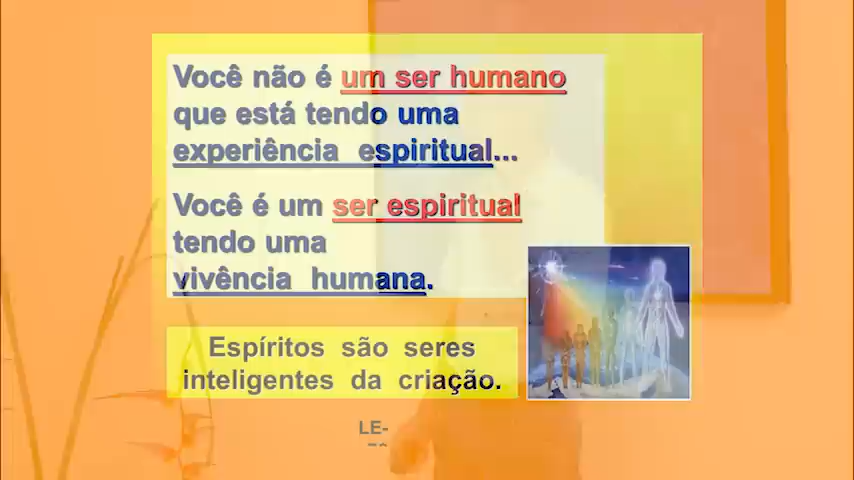 Você não é um ser humano
que está tendo uma
experiência espiritual...
Você é um ser espiritual
tendo uma
vivência humana.
Espíritos são seres
inteligentes da criação.
LE-